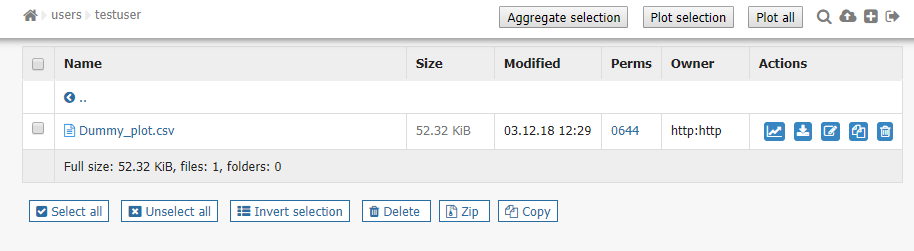 users testuser Aggregate selection Plot selection Plot all
Name Size Modified Perms Owner Actions
..
Dummy_plot.csv 52.32 KiB 03.12.18 12:29 0644 http:http
Full size: 52.32 KiB, files: 1, folders: 0
Select all Unselect all Invert selection Delete Zip Copy